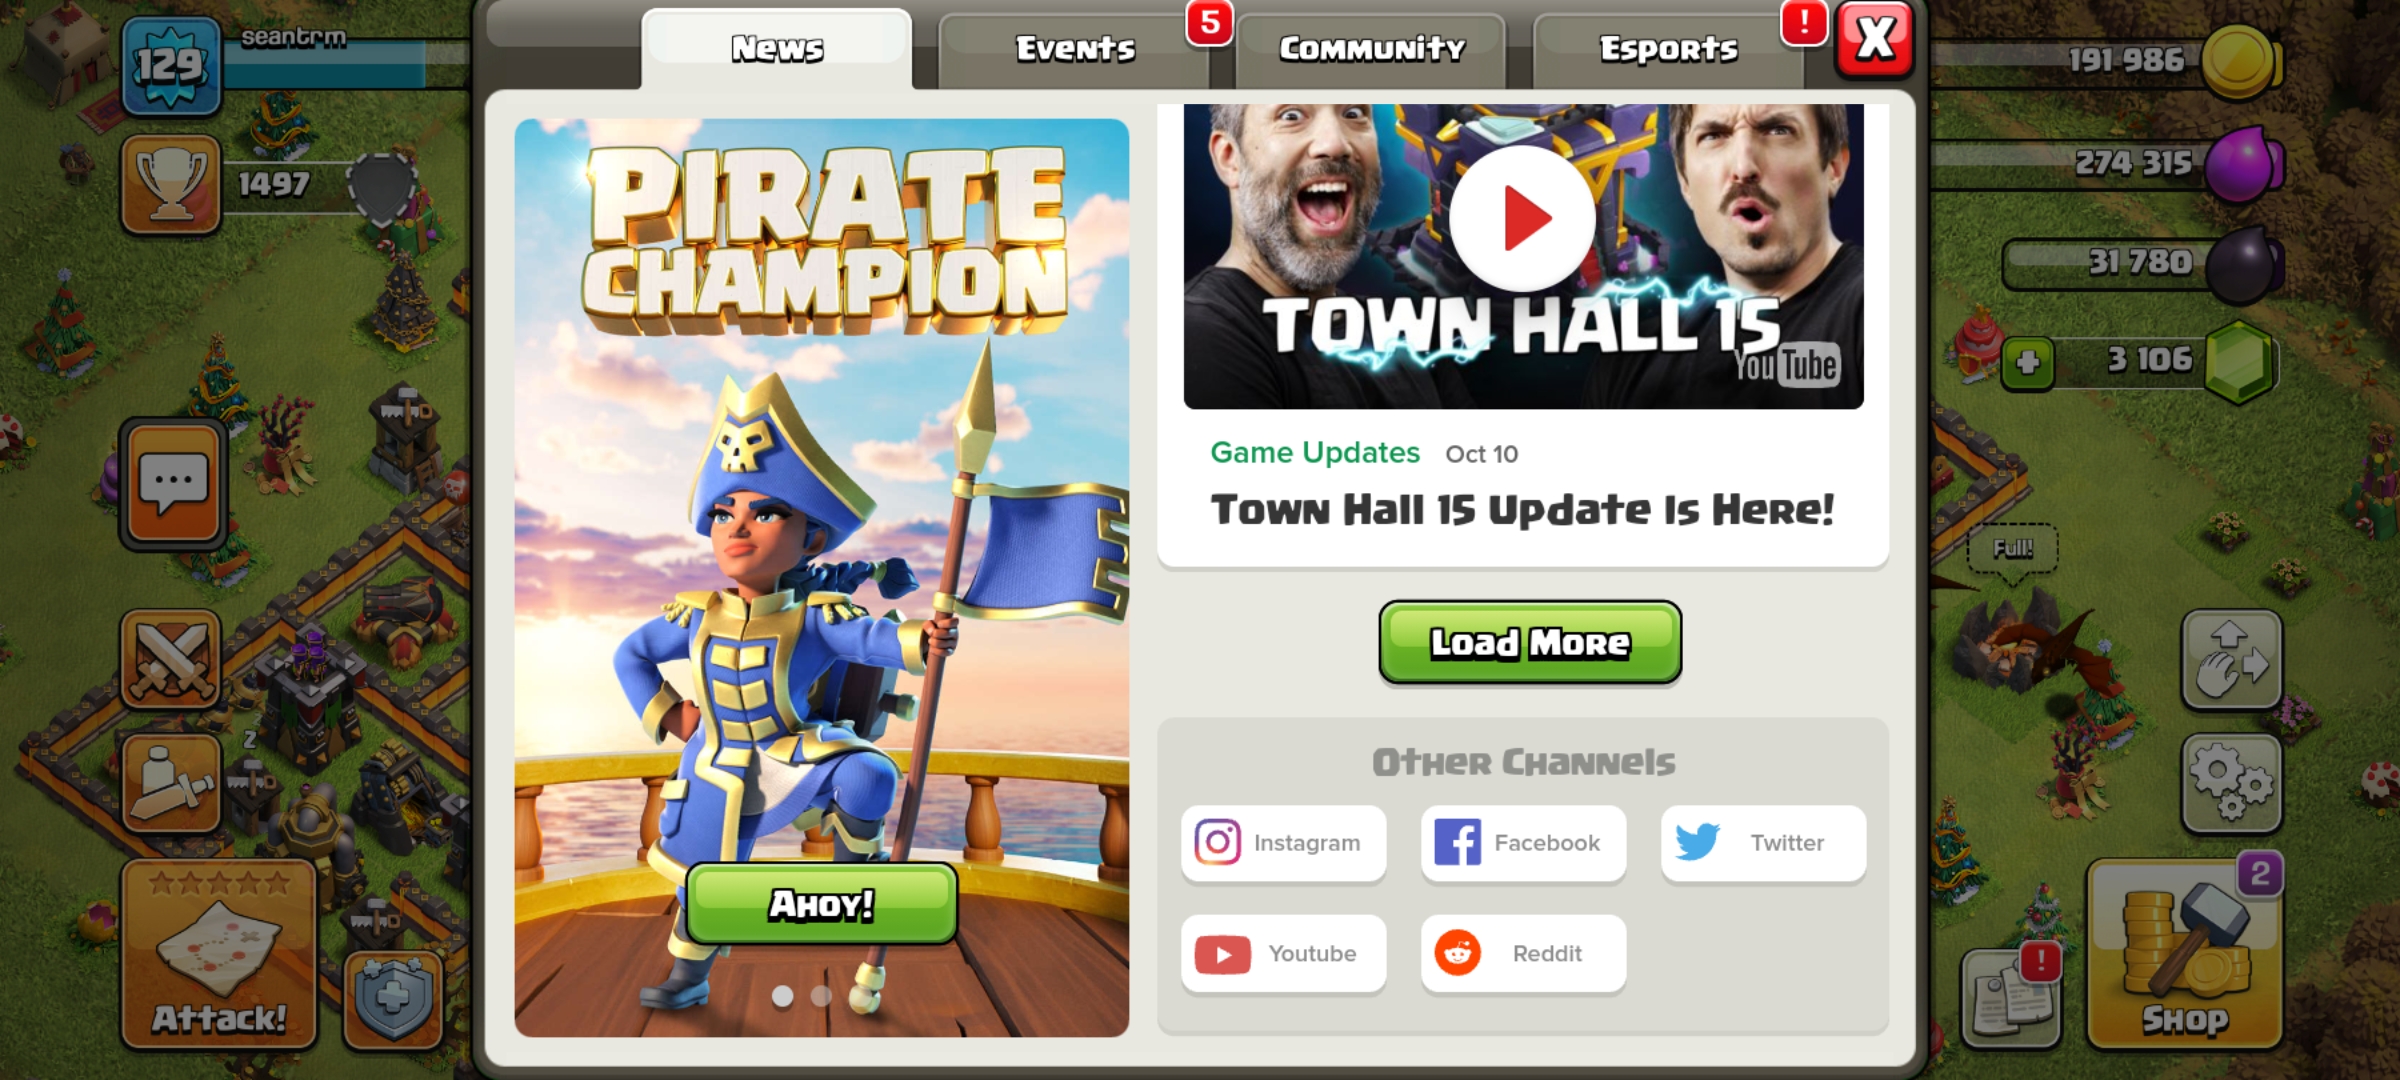 129
seantrm
1497
News
Events
5
Community
Esports
!
X
191 986
274 315
31 780
3 106
PIRATE
CHAMPION
AHOY!
TOWN HALL 15
YouTube
Game Updates Oct 10
Town Hall 15 Update Is Here!
Load More
Other Channels
Instagram
Facebook
Twitter
Youtube
Reddit
Full!
2
Attack!
2
!
Shop